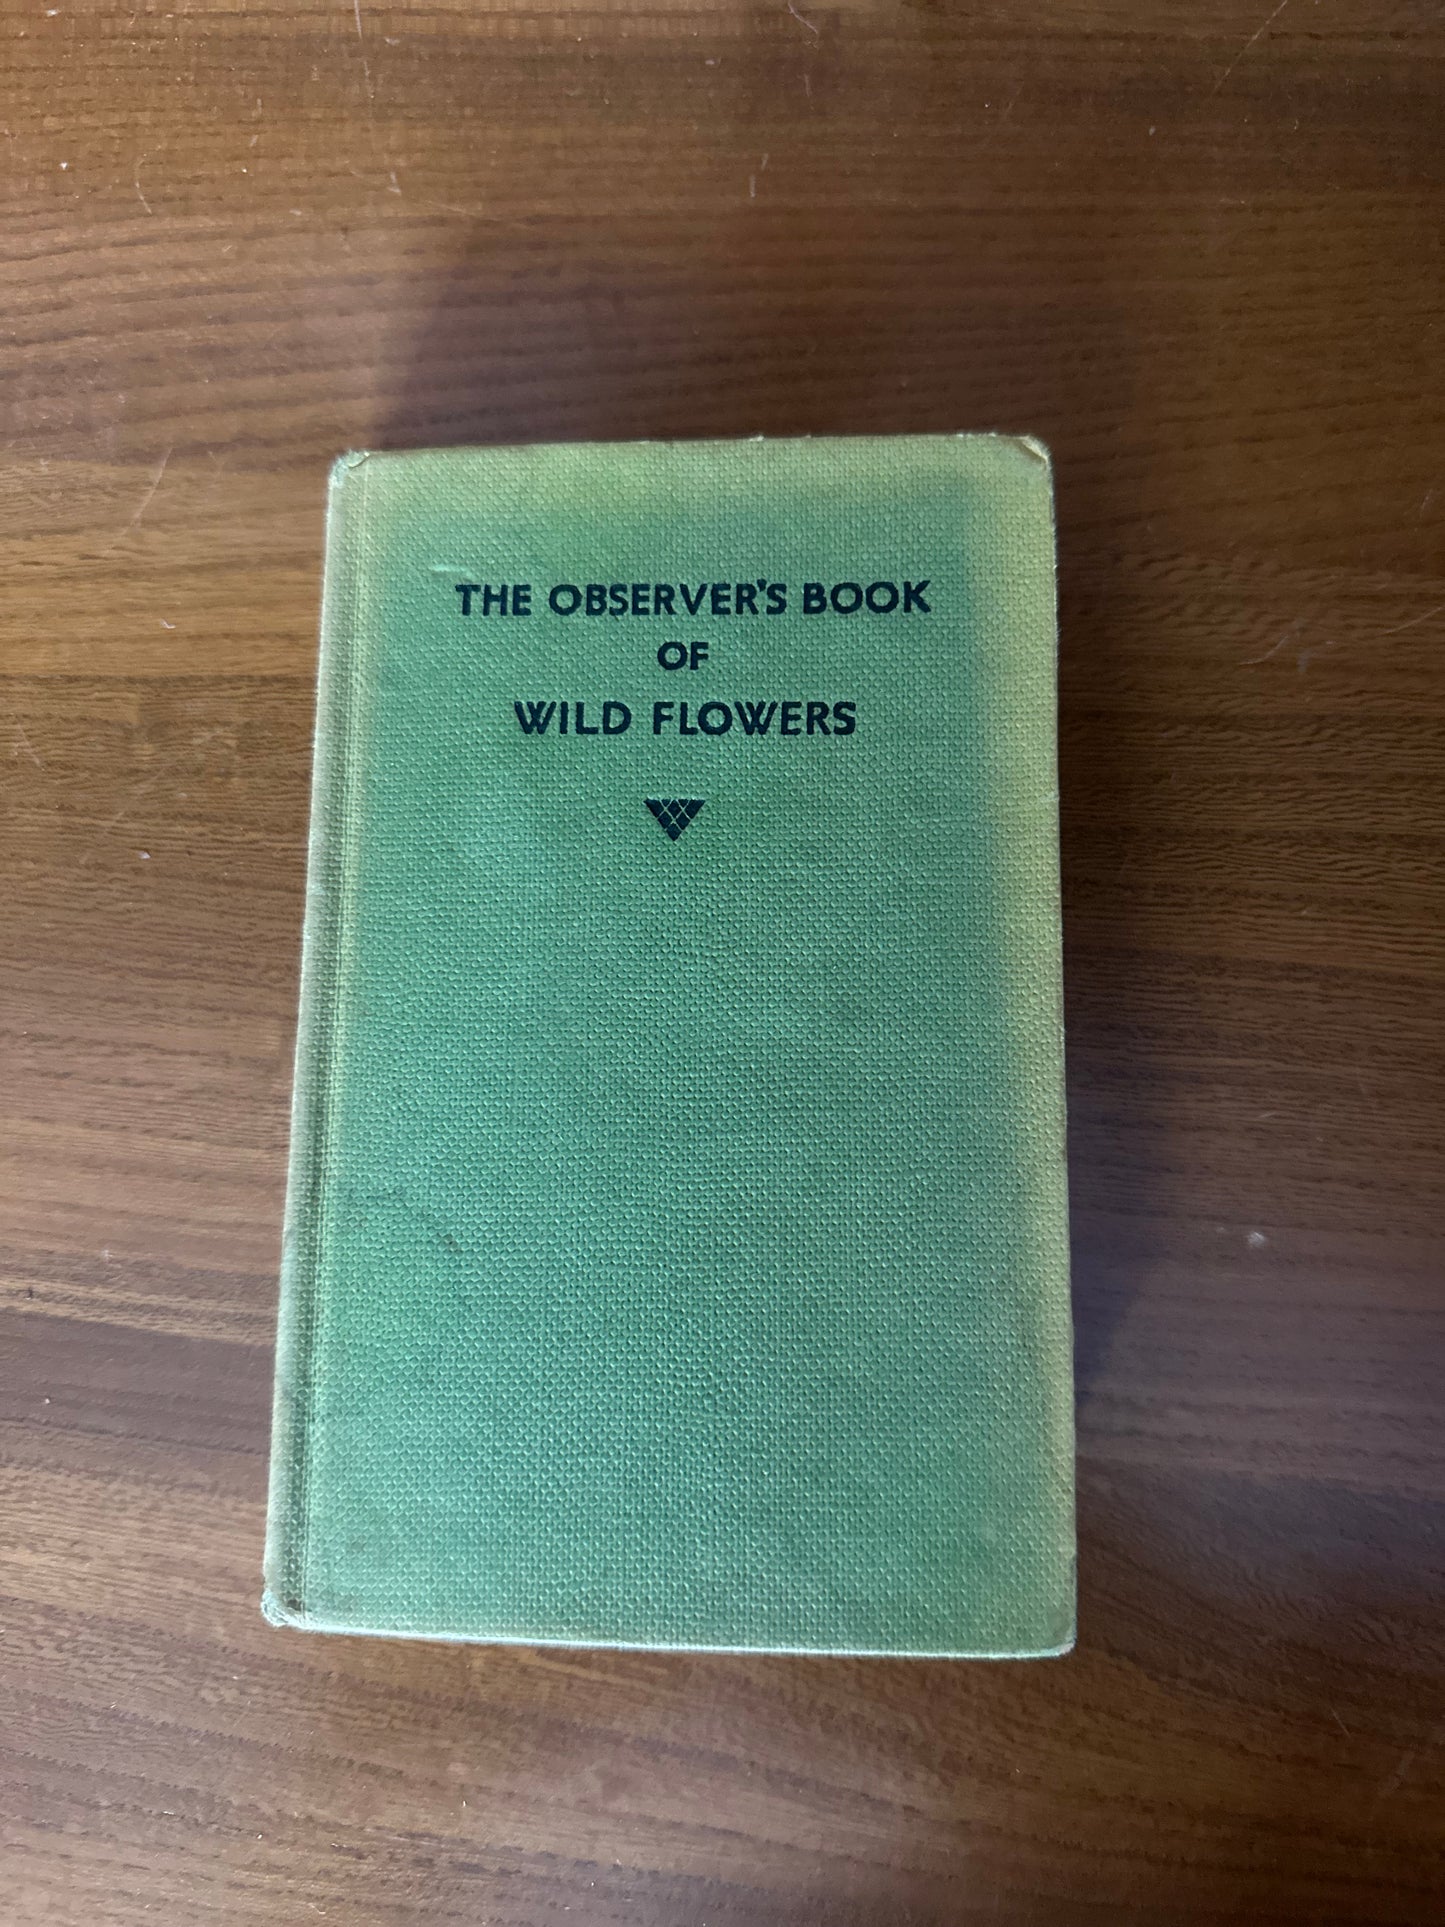 THE OBSERVER'S BOOK
OF
WILD FLOWERS